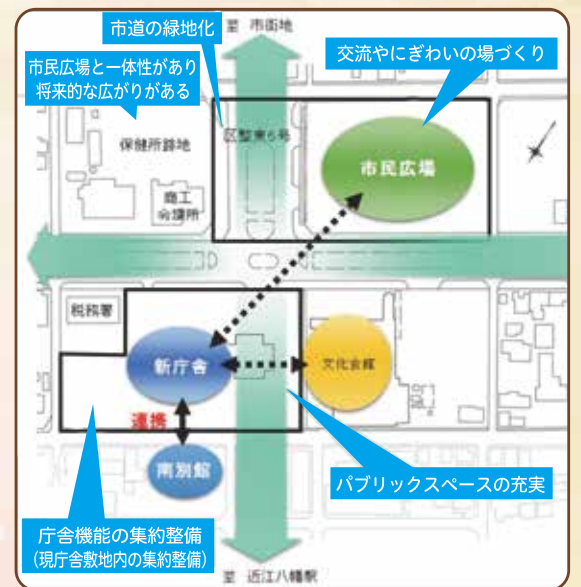 市道の緑地化
至 市街地
交流やにぎわいの場づくり
市民広場と一体性があり
将来的な広がりがある
保健所跡地
区整東5号
市民広場
商工
会議所
税務署
新庁舎
文化会館
連携
南別館
パブリックスペースの充実
庁舎機能の集約整備
(現庁舎敷地内の集約整備)
至 近江八幡駅